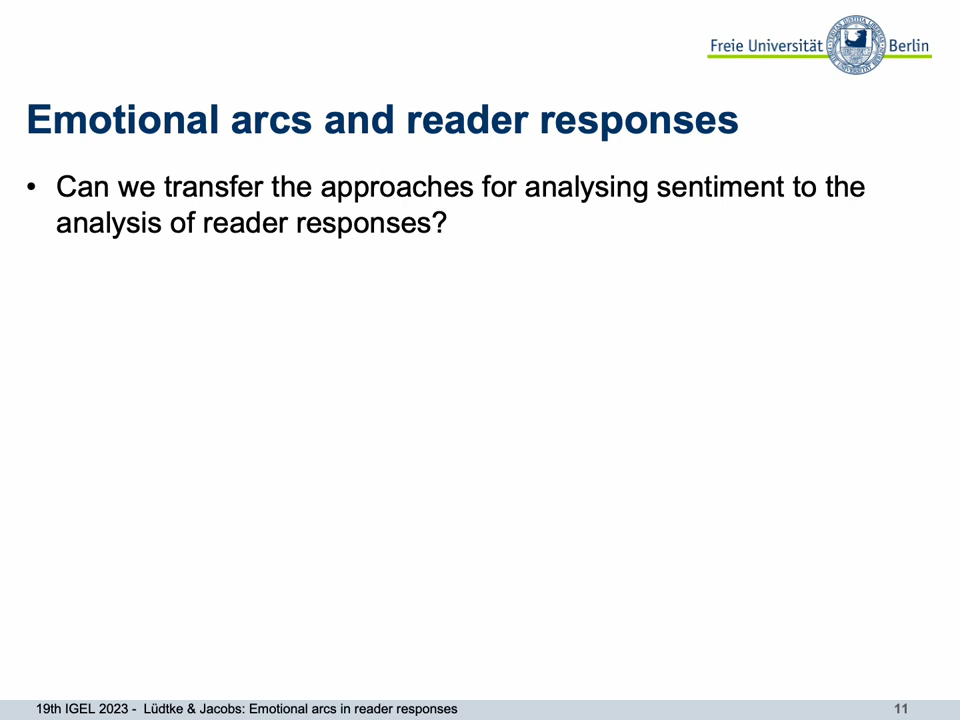 Freie Universität Berlin
Emotional arcs and reader responses
• Can we transfer the approaches for analysing sentiment to the
analysis of reader responses?
19th IGEL 2023 - Lüdtke & Jacobs: Emotional arcs in reader responses
11